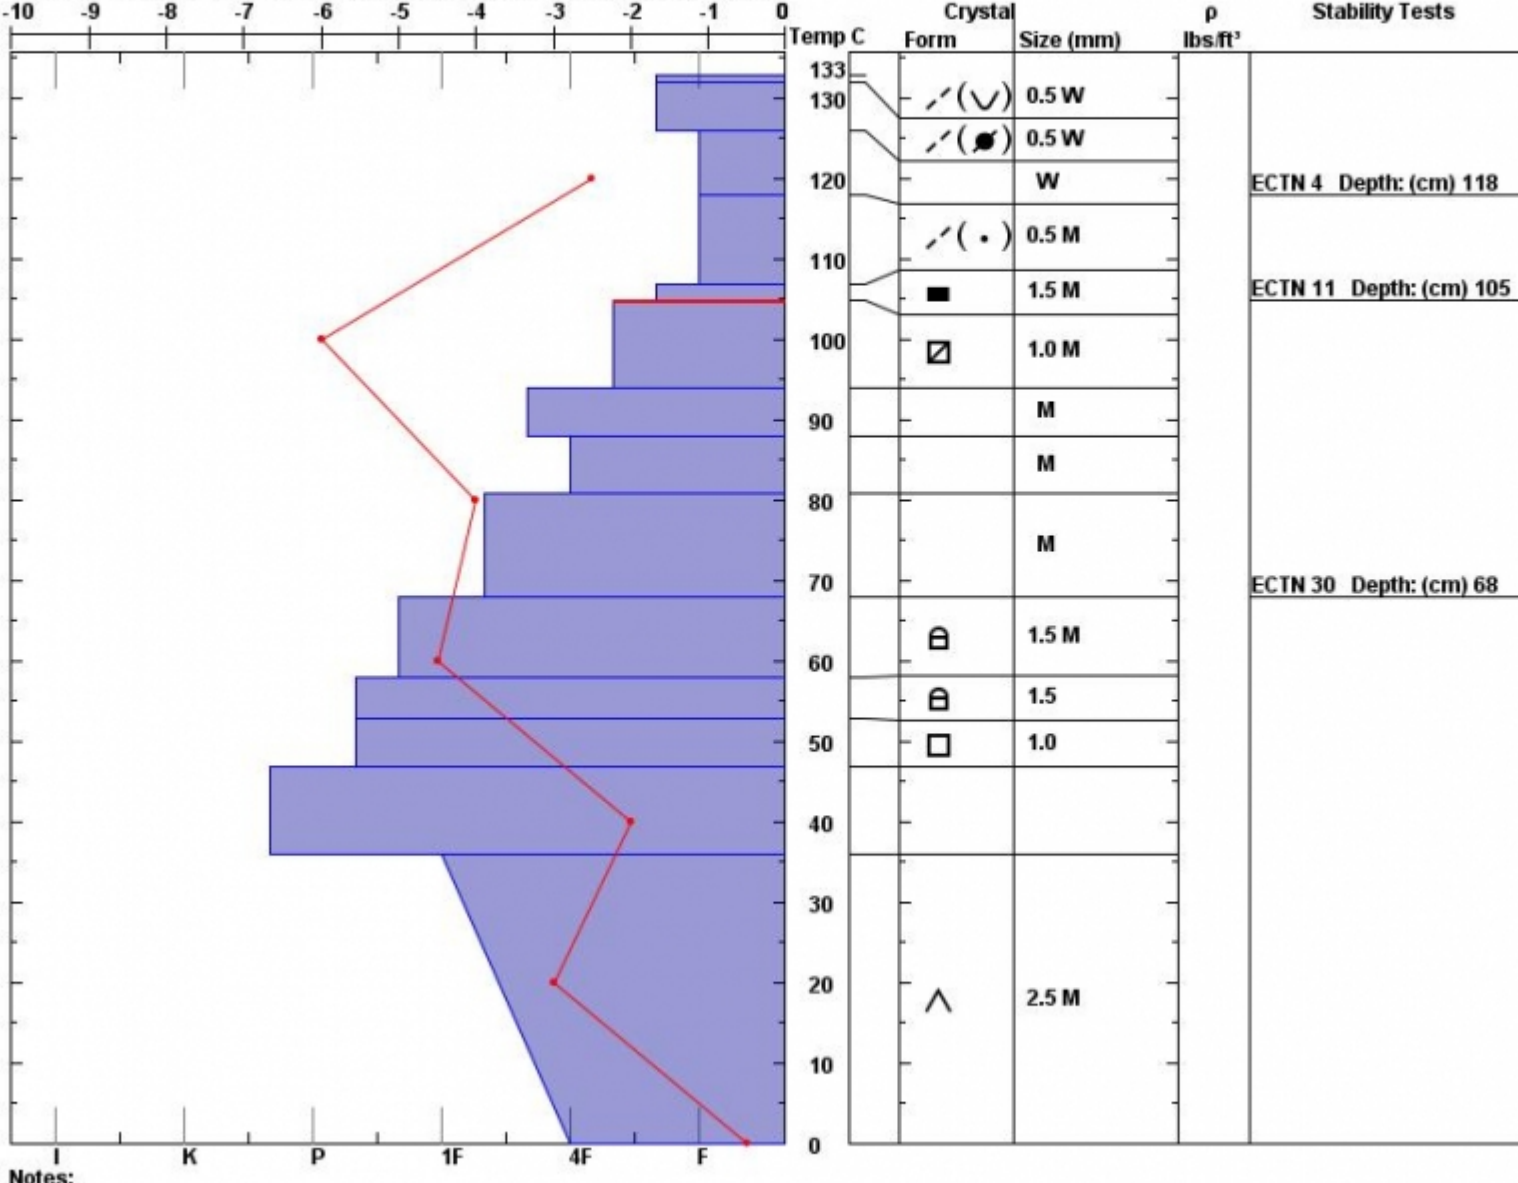 -10 -9 -8 -7 -6 -5 -4 -3 -2 -1 0 Crystal ρ Stability Tests
Temp C Form Size (mm) lbs/ft³
133
130 ( ) 0.5 W
( ) 0.5 W
120 W ECTN 4 Depth: (cm) 118
( ) 0.5 M
110
1.5 M ECTN 11 Depth: (cm) 105
100 1.0 M
90 M
M
80
M
70 ECTN 30 Depth: (cm) 68
1.5 M
60
1.5
50 1.0
40
30
20 2.5 M
10
0
I K P 1F 4F F
Notes: